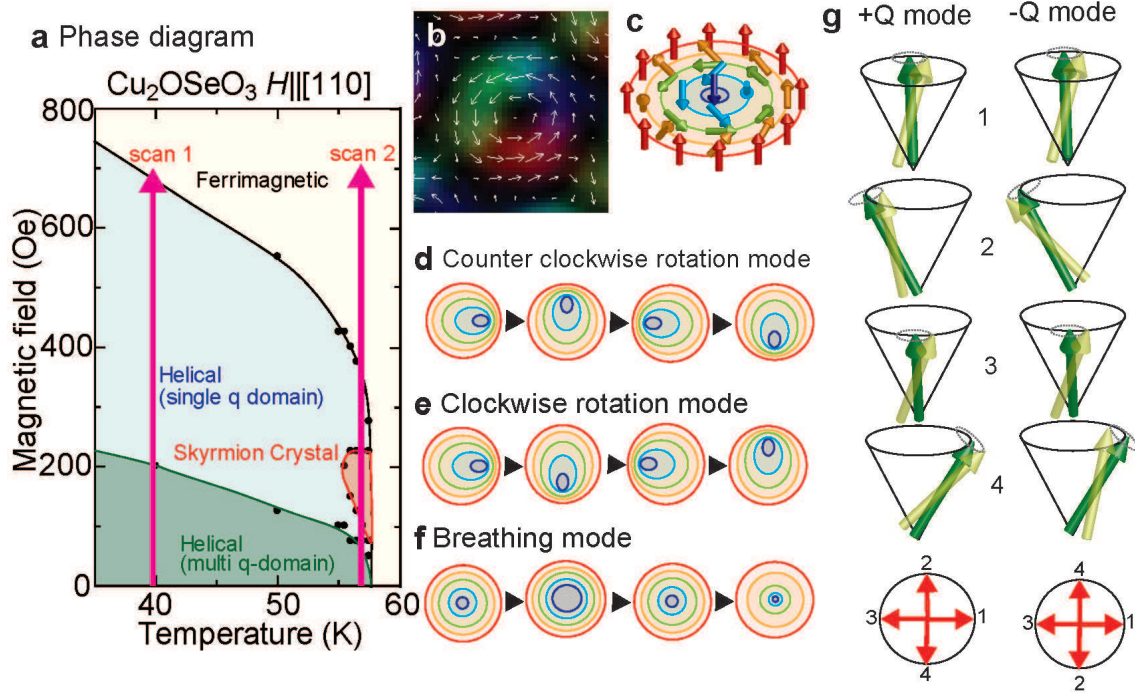 a Phase diagram
Cu₂OSeO₃ H||[110]
800
600
400
200
0
Magnetic field (Oe)
scan 1
scan 2
Ferrimagnetic
Helical
(single q domain)
Skyrmion Crystal
Helical
(multi q-domain)
40
50
60
Temperature (K)
b
c
d Counter clockwise rotation mode
e Clockwise rotation mode
f Breathing mode
g +Q mode -Q mode
1
2
3
4
2
3 1
4
4
3 1
2